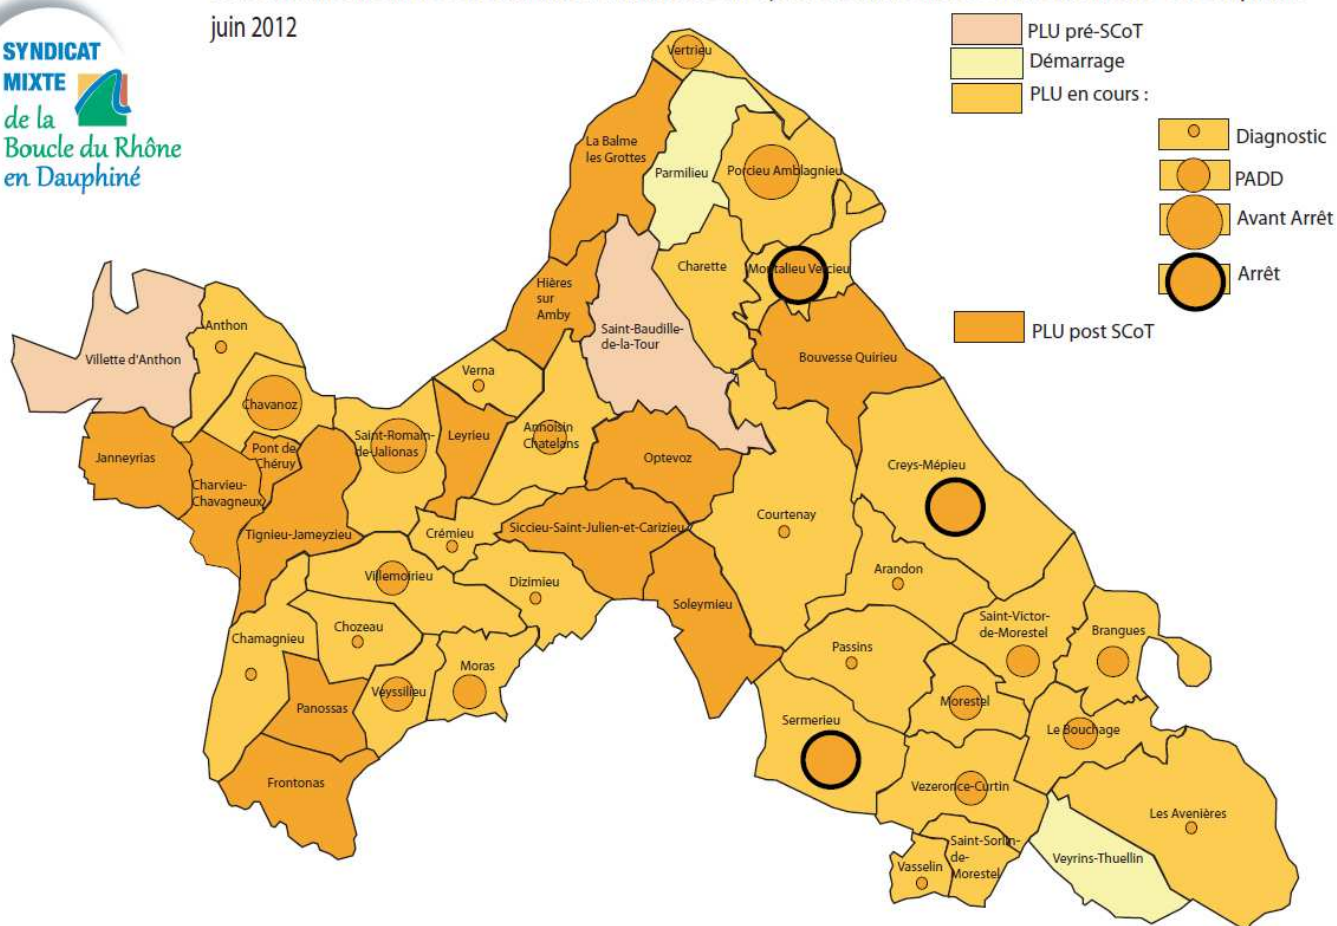 juin 2012
SYNDICAT
MIXTE
de la
Boucle du Rhône
en Dauphiné
PLU pré-SCoT
Démarrage
PLU en cours :
Diagnostic
PADD
Avant Arrêt
Arrêt
PLU post SCoT
Vertrieu
La Balme
les Grottes
Parmilieu
Porcieu Amblagnieu
Charette
Montalieu Vercieu
Hières
sur
Amby
Saint-Baudille-
de-la-Tour
Bouvesse Quirieu
Anthon
Villette d'Anthon
Verna
Chavanoz
Saint-Romain-
de-Jalionas
Leyrieu
Annoisin
Chatelans
Optevoz
Creys-Mépieu
Janneyrias
Pont de
Chéruy
Charvieu-
Chavagneux
Tignieu-Jameyzieu
Crémieu
Siccieu-Saint-Julien-et-Carizieu
Courtenay
Arandon
Villemoirieu
Dizimieu
Soleymieu
Saint-Victor-
de-Morestel
Brangues
Chamagnieu
Chozeau
Passins
Moras
Veyssilieu
Panossas
Morestel
Sermerieu
Le Bouchage
Frontonas
Vezeronce-Curtin
Les Avenières
Saint-Sorlin-
de-
Morestel
Vasselin
Veyrins-Thuellin